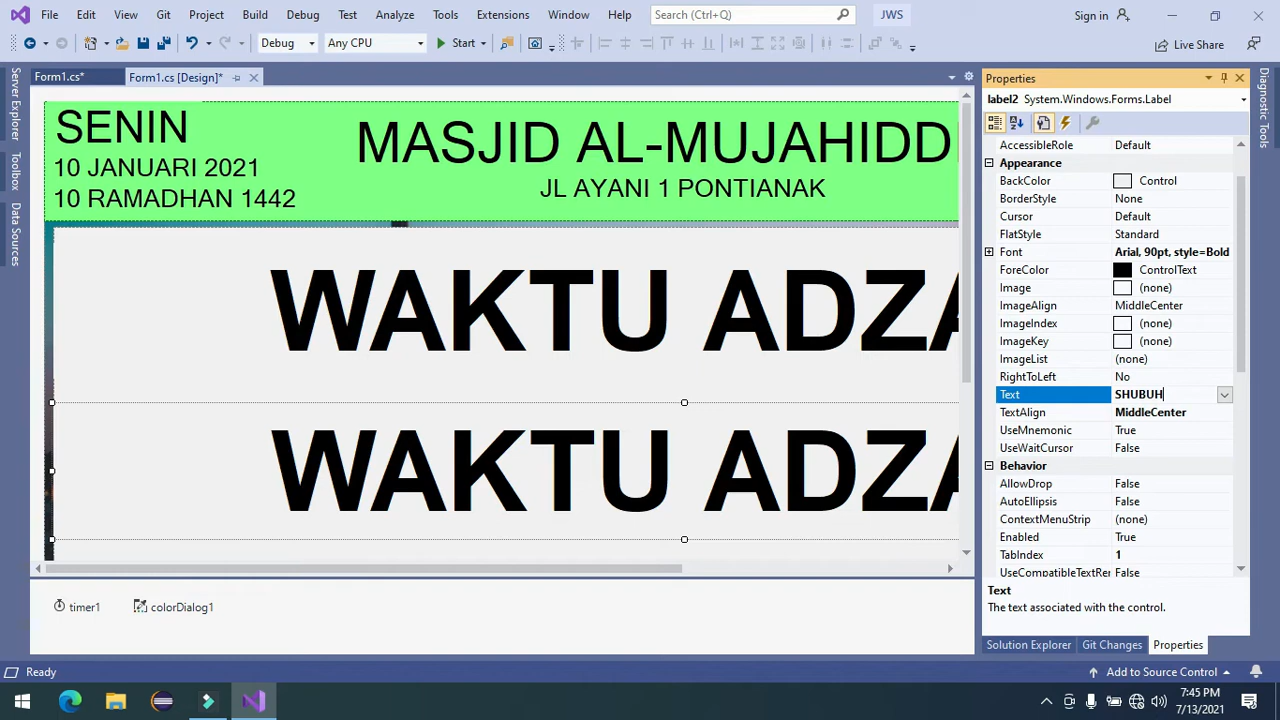 File Edit View Git Project Build Debug Test Analyze Tools Extensions Window Help Search (Ctrl+Q) JWS Sign in
Debug Any CPU Start Live Share
Server Explorer
Toolbox
Data Sources
Form1.cs* Form1.cs [Design]*
SENIN
10 JANUARI 2021
10 RAMADHAN 1442
MASJID AL-MUJAHIDD
JL AYANI 1 PONTIANAK
WAKTU ADZA
WAKTU ADZA
timer1 colorDialog1
Properties
label2 System.Windows.Forms.Label
AccessibleRole Default
Appearance
BackColor Control
BorderStyle None
Cursor Default
FlatStyle Standard
Font Arial, 90pt, style=Bold
ForeColor ControlText
Image (none)
ImageAlign MiddleCenter
ImageIndex (none)
ImageKey (none)
ImageList (none)
RightToLeft No
Text SHUBUH
TextAlign MiddleCenter
UseMnemonic True
UseWaitCursor False
Behavior
AllowDrop False
AutoEllipsis False
ContextMenuStrip (none)
Enabled True
TabIndex 1
UseCompatibleTextRer False
Text
The text associated with the control.
Solution Explorer Git Changes Properties
Diagnostic Tools
Ready Add to Source Control
7:45 PM
7/13/2021